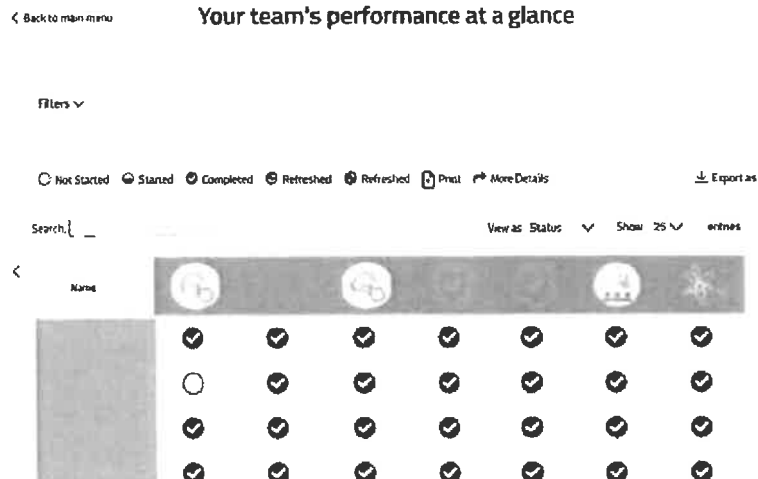 Back to main menu
Your team's performance at a glance
Filters
Not Started Started Completed Refreshed Refreshed Print More Details Export as
Search: View as Status Show 25 entries
Name